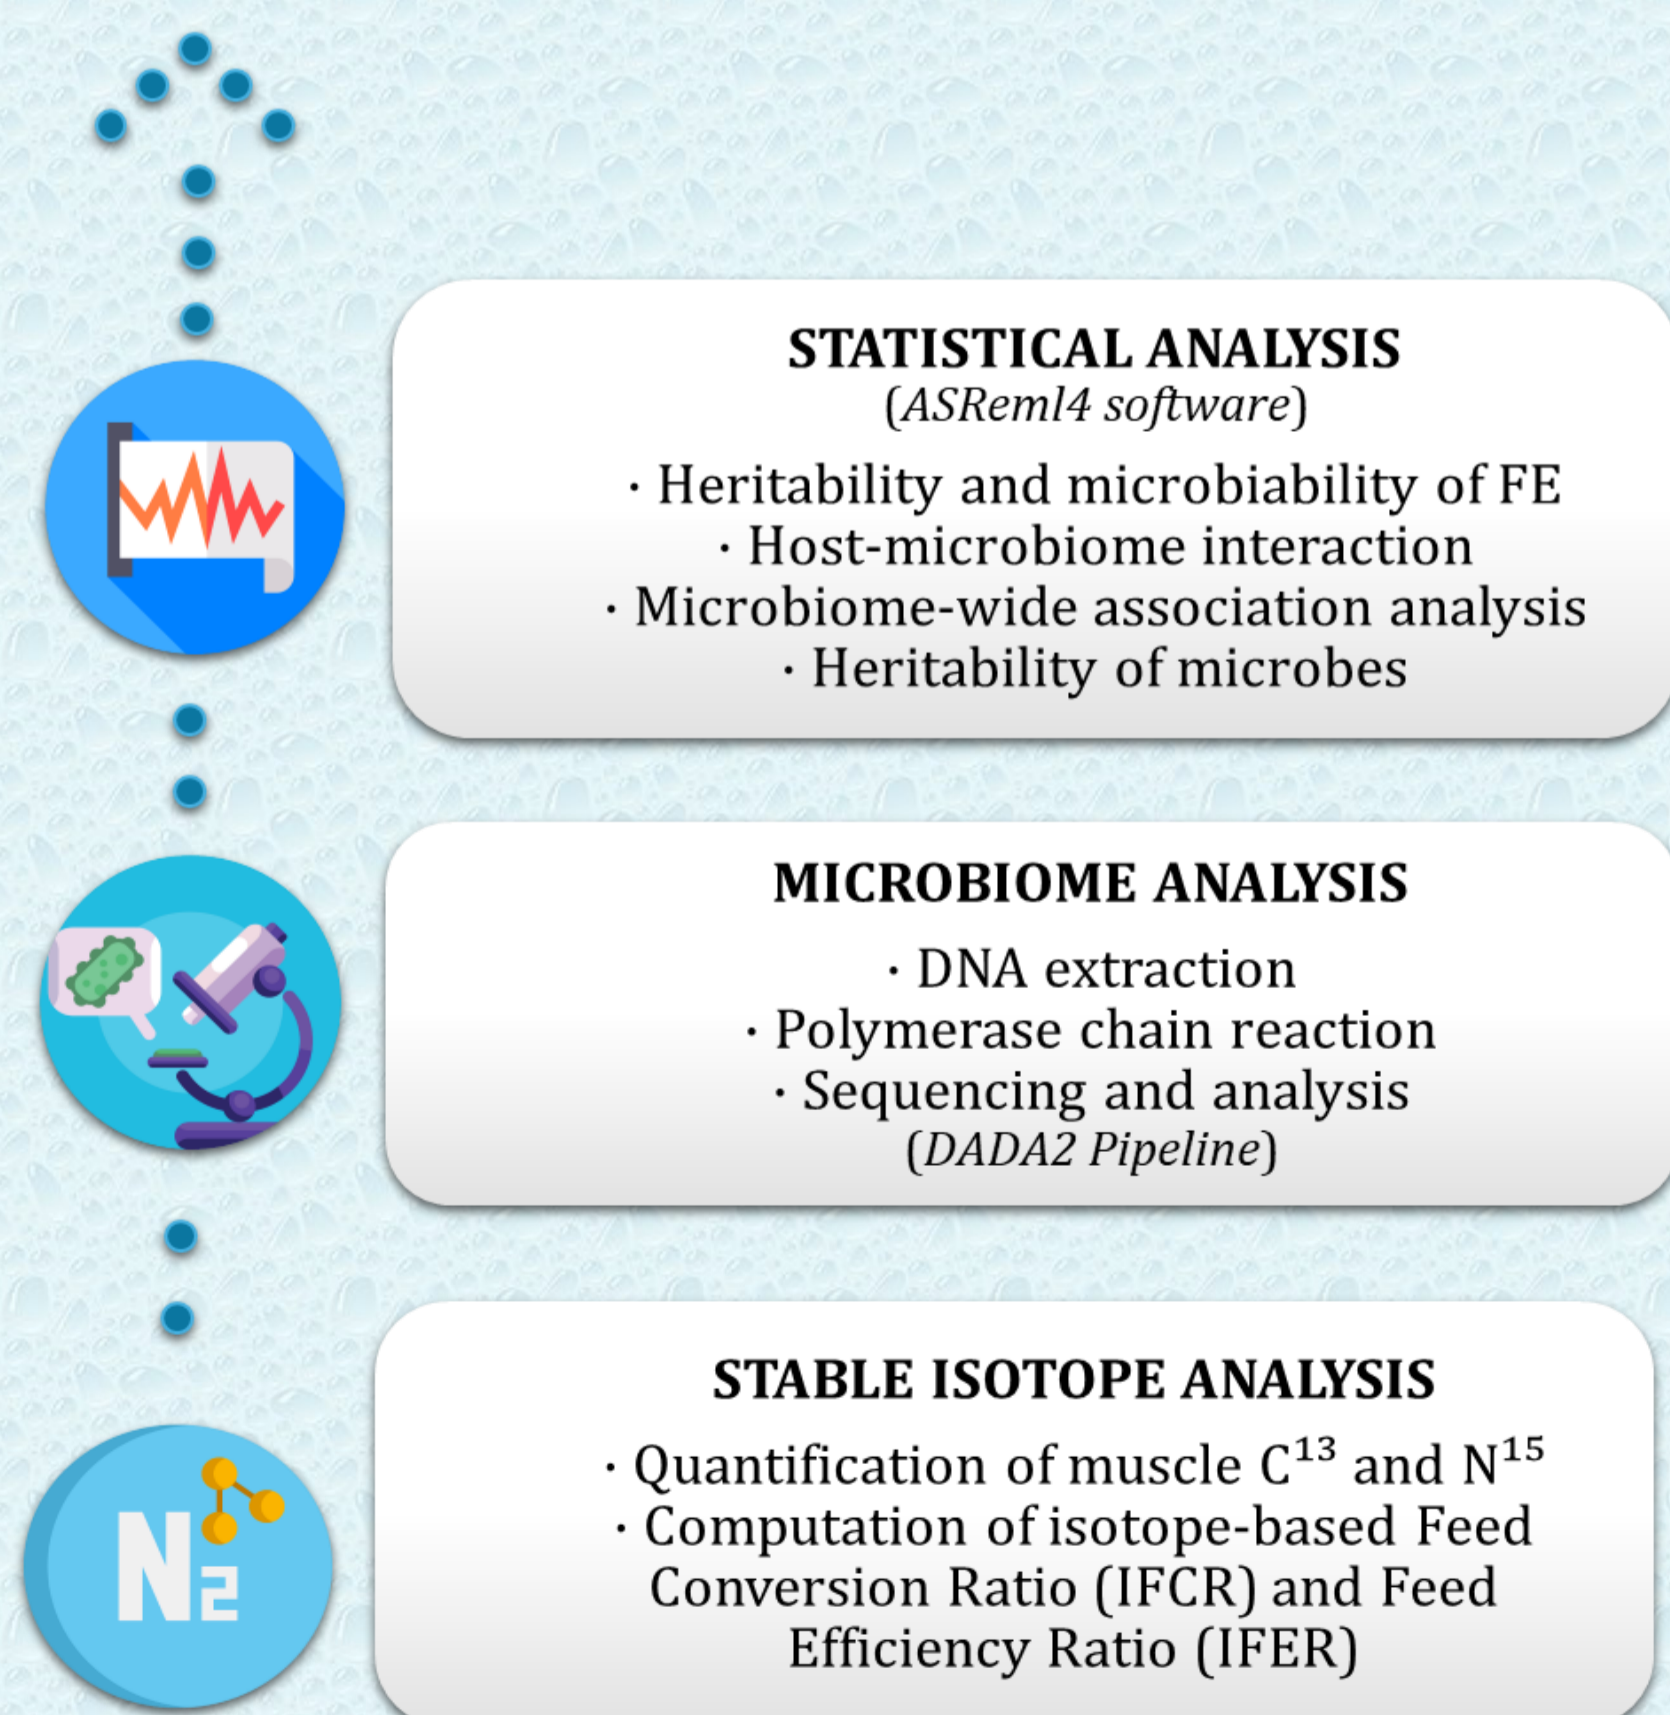 STATISTICAL ANALYSIS
(ASReml4 software)
· Heritability and microbiability of FE
· Host-microbiome interaction
· Microbiome-wide association analysis
· Heritability of microbes
MICROBIOME ANALYSIS
· DNA extraction
· Polymerase chain reaction
· Sequencing and analysis
(DADA2 Pipeline)
STABLE ISOTOPE ANALYSIS
· Quantification of muscle C¹³ and N¹⁵
· Computation of isotope-based Feed
Conversion Ratio (IFCR) and Feed
Efficiency Ratio (IFER)
N2